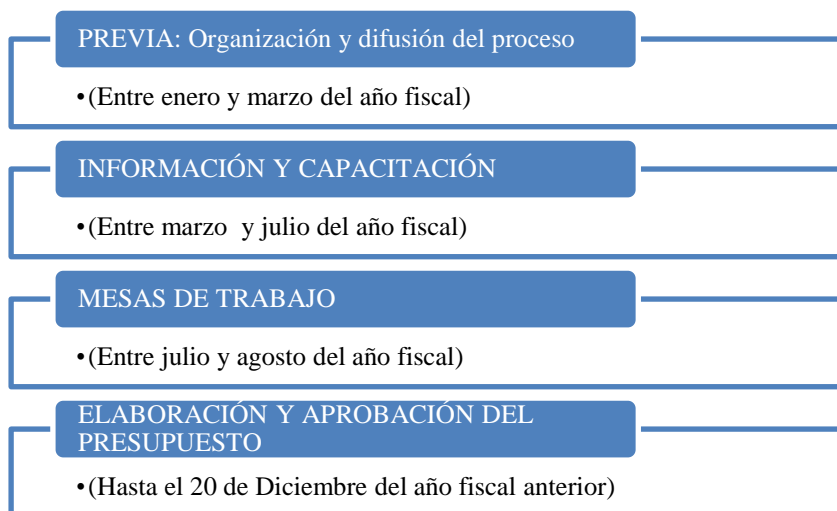 PREVIA: Organización y difusión del proceso
•(Entre enero y marzo del año fiscal)
INFORMACIÓN Y CAPACITACIÓN
•(Entre marzo y julio del año fiscal)
MESAS DE TRABAJO
•(Entre julio y agosto del año fiscal)
ELABORACIÓN Y APROBACIÓN DEL
PRESUPUESTO
•(Hasta el 20 de Diciembre del año fiscal anterior)